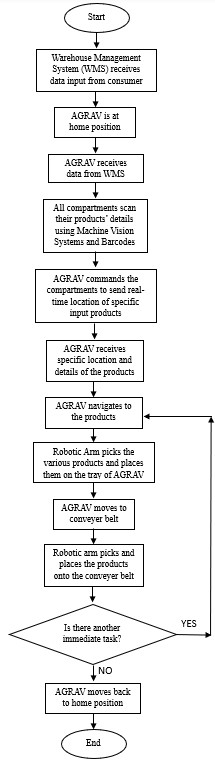 Start
Warehouse Management
System (WMS) receives
data input from consumer
AGRAV is at
home position
AGRAV receives
data from WMS
All compartments scan
their products' details
using Machine Vision
Systems and Barcodes
AGRAV commands the
compartments to send real-
time location of specific
input products
AGRAV receives
specific location and
details of the products
AGRAV navigates to
the products
Robotic Arm picks the
various products and places
them on the tray of AGRAV
AGRAV moves to
conveyer belt
Robotic arm picks and
places the products
onto the conveyer belt
Is there another
immediate task?
YES
NO
AGRAV moves back
to home position
End